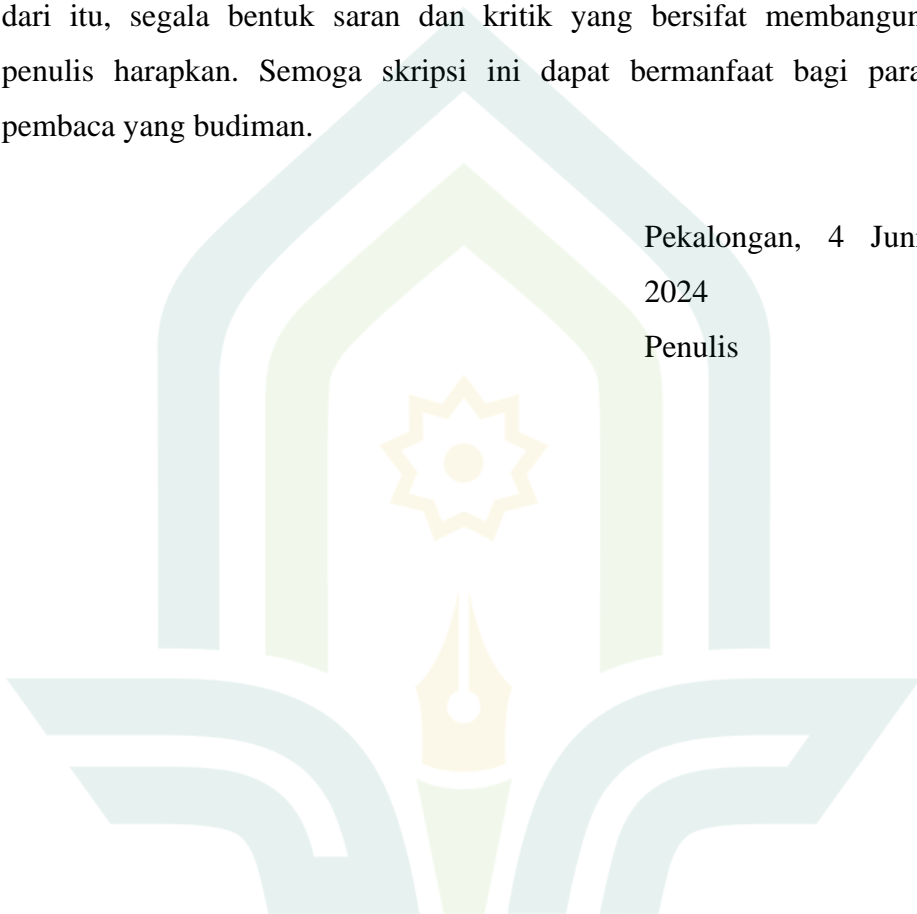 dari itu, segala bentuk saran dan kritik yang bersifat membangun
penulis harapkan. Semoga skripsi ini dapat bermanfaat bagi para
pembaca yang budiman.
Pekalongan, 4 Juni
2024
Penulis